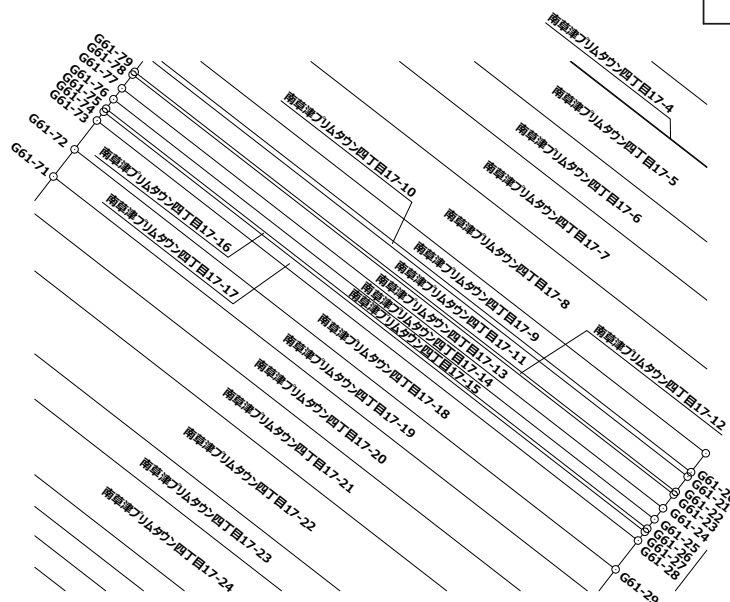 南草津プリムタウン四丁目17-4
南草津プリムタウン四丁目17-5
南草津プリムタウン四丁目17-6
南草津プリムタウン四丁目17-7
南草津プリムタウン四丁目17-8
南草津プリムタウン四丁目17-10
南草津プリムタウン四丁目17-9
南草津プリムタウン四丁目17-11
南草津プリムタウン四丁目17-13
南草津プリムタウン四丁目17-14
南草津プリムタウン四丁目17-15
南草津プリムタウン四丁目17-12
南草津プリムタウン四丁目17-16
南草津プリムタウン四丁目17-17
南草津プリムタウン四丁目17-18
南草津プリムタウン四丁目17-19
南草津プリムタウン四丁目17-20
南草津プリムタウン四丁目17-21
南草津プリムタウン四丁目17-22
南草津プリムタウン四丁目17-23
南草津プリムタウン四丁目17-24
G61-79
G61-78
G61-77
G61-76
G61-75
G61-74
G61-73
G61-72
G61-71
G61-20
G61-21
G61-22
G61-23
G61-24
G61-25
G61-26
G61-27
G61-28
G61-29